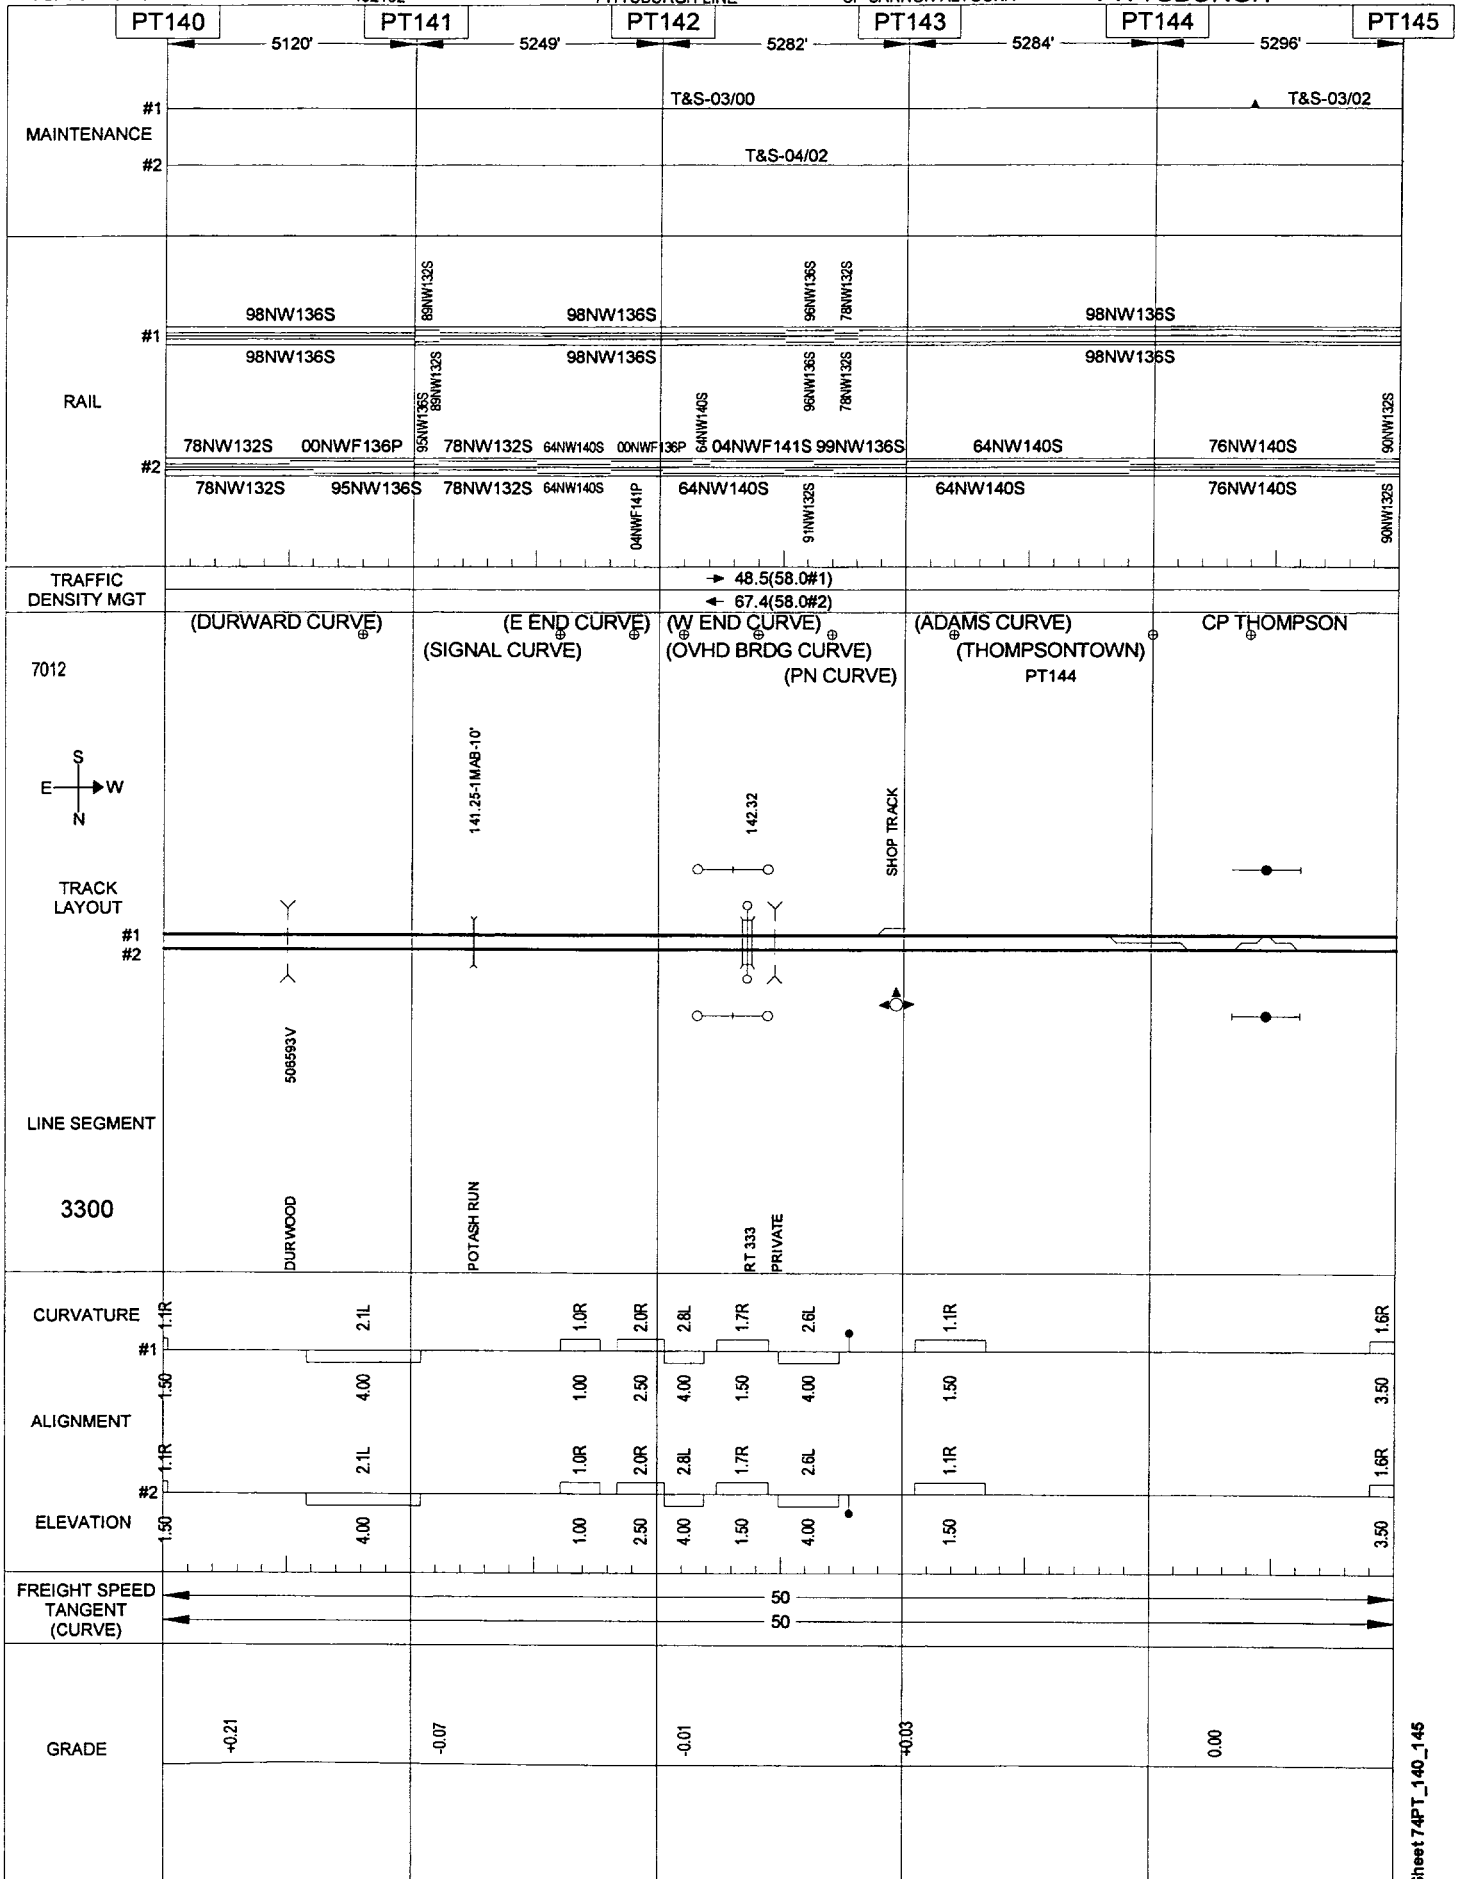 PT140 PT141 PT142 PT143 PT144 PT145
5120' 5249' 5282' 5284' 5296'
#1 T&S-03/00 T&S-03/02
MAINTENANCE
#2 T&S-04/02
89NW132S 96NW136S 78NW132S
98NW136S 98NW136S 98NW136S
#1
98NW136S 98NW136S 98NW136S
95NW136S 89NW132S 64NW140S 96NW136S 78NW132S 90NW132S
RAIL
78NW132S 00NWF136P 78NW132S 64NW140S 00NWF136P 04NWF141S 99NW136S 64NW140S 76NW140S
#2
78NW132S 95NW136S 78NW132S 64NW140S 64NW140S 64NW140S 76NW140S
04NWF141P 91NW132S 90NW132S
TRAFFIC
DENSITY MGT
48.5(58.0#1)
67.4(58.0#2)
(DURWARD CURVE) (E END CURVE) (W END CURVE) (ADAMS CURVE) CP THOMPSON
(SIGNAL CURVE) (OVHD BRDG CURVE) (THOMPSONTOWN)
7012 (PN CURVE) PT144
S
E W
N
141.25-1MAB-10' 142.32 SHOP TRACK
TRACK
LAYOUT
#1
#2
506593V
LINE SEGMENT
3300
DURWOOD POTASH RUN RT 333 PRIVATE
CURVATURE 1.1R 2.1L 1.0R 2.0R 2.8L 1.7R 2.6L 1.1R 1.6R
#1
1.50 4.00 1.00 2.50 4.00 1.50 4.00 1.50 3.50
ALIGNMENT
1.1R 2.1L 1.0R 2.0R 2.8L 1.7R 2.6L 1.1R 1.6R
#2
ELEVATION 1.50 4.00 1.00 2.50 4.00 1.50 4.00 1.50 3.50
FREIGHT SPEED
TANGENT
(CURVE)
50
50
GRADE +0.21 -0.07 -0.01 +0.03 0.00
Sheet 74PT_140_145